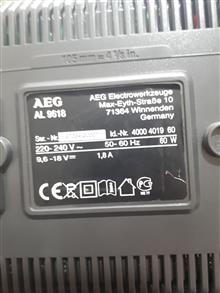 105 mm = 4 1/8 in.
AEG
AL 9618
AEG Electrowerkzeuge
Max-Eyth-Straße 10
71364 Winnenden
Germany
Ser.-Nr. Id.-Nr. 4000 4019 60
220- 240 V~ 50- 60 Hz 60 W
9,6 -18 V⎓ 1,8 A
CE